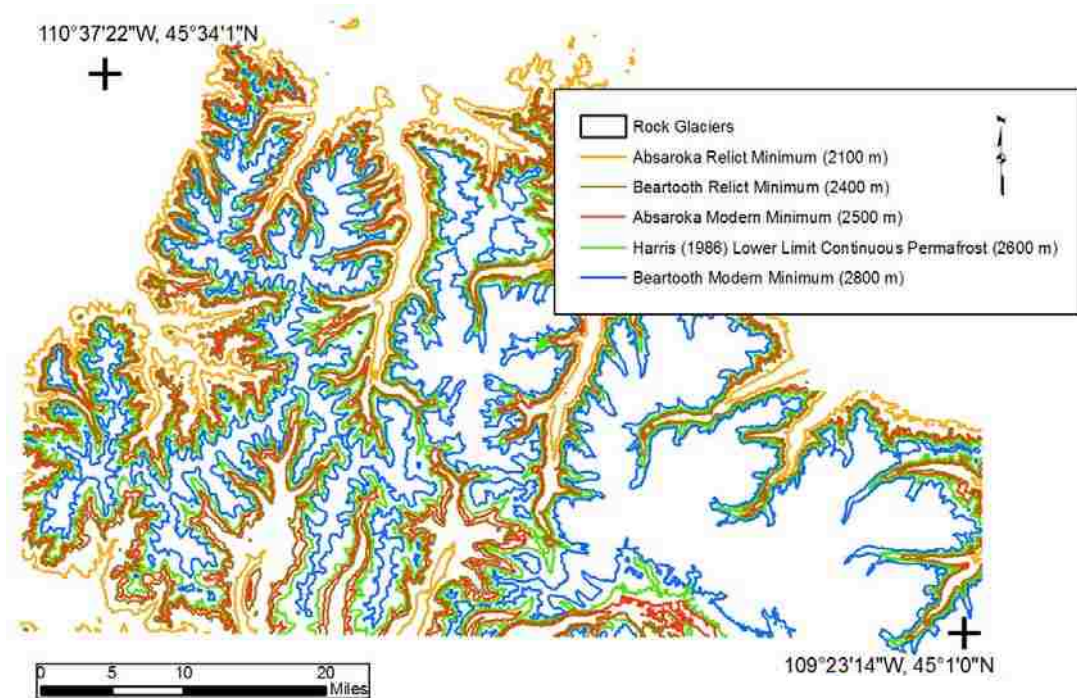 110°37'22"W, 45°34'1"N
Rock Glaciers
Absaroka Relict Minimum (2100 m)
Beartooth Relict Minimum (2400 m)
Absaroka Modern Minimum (2500 m)
Harris (1986) Lower Limit Continuous Permafrost (2600 m)
Beartooth Modern Minimum (2800 m)
109°23'14"W, 45°1'0"N
0 5 10 20
Miles